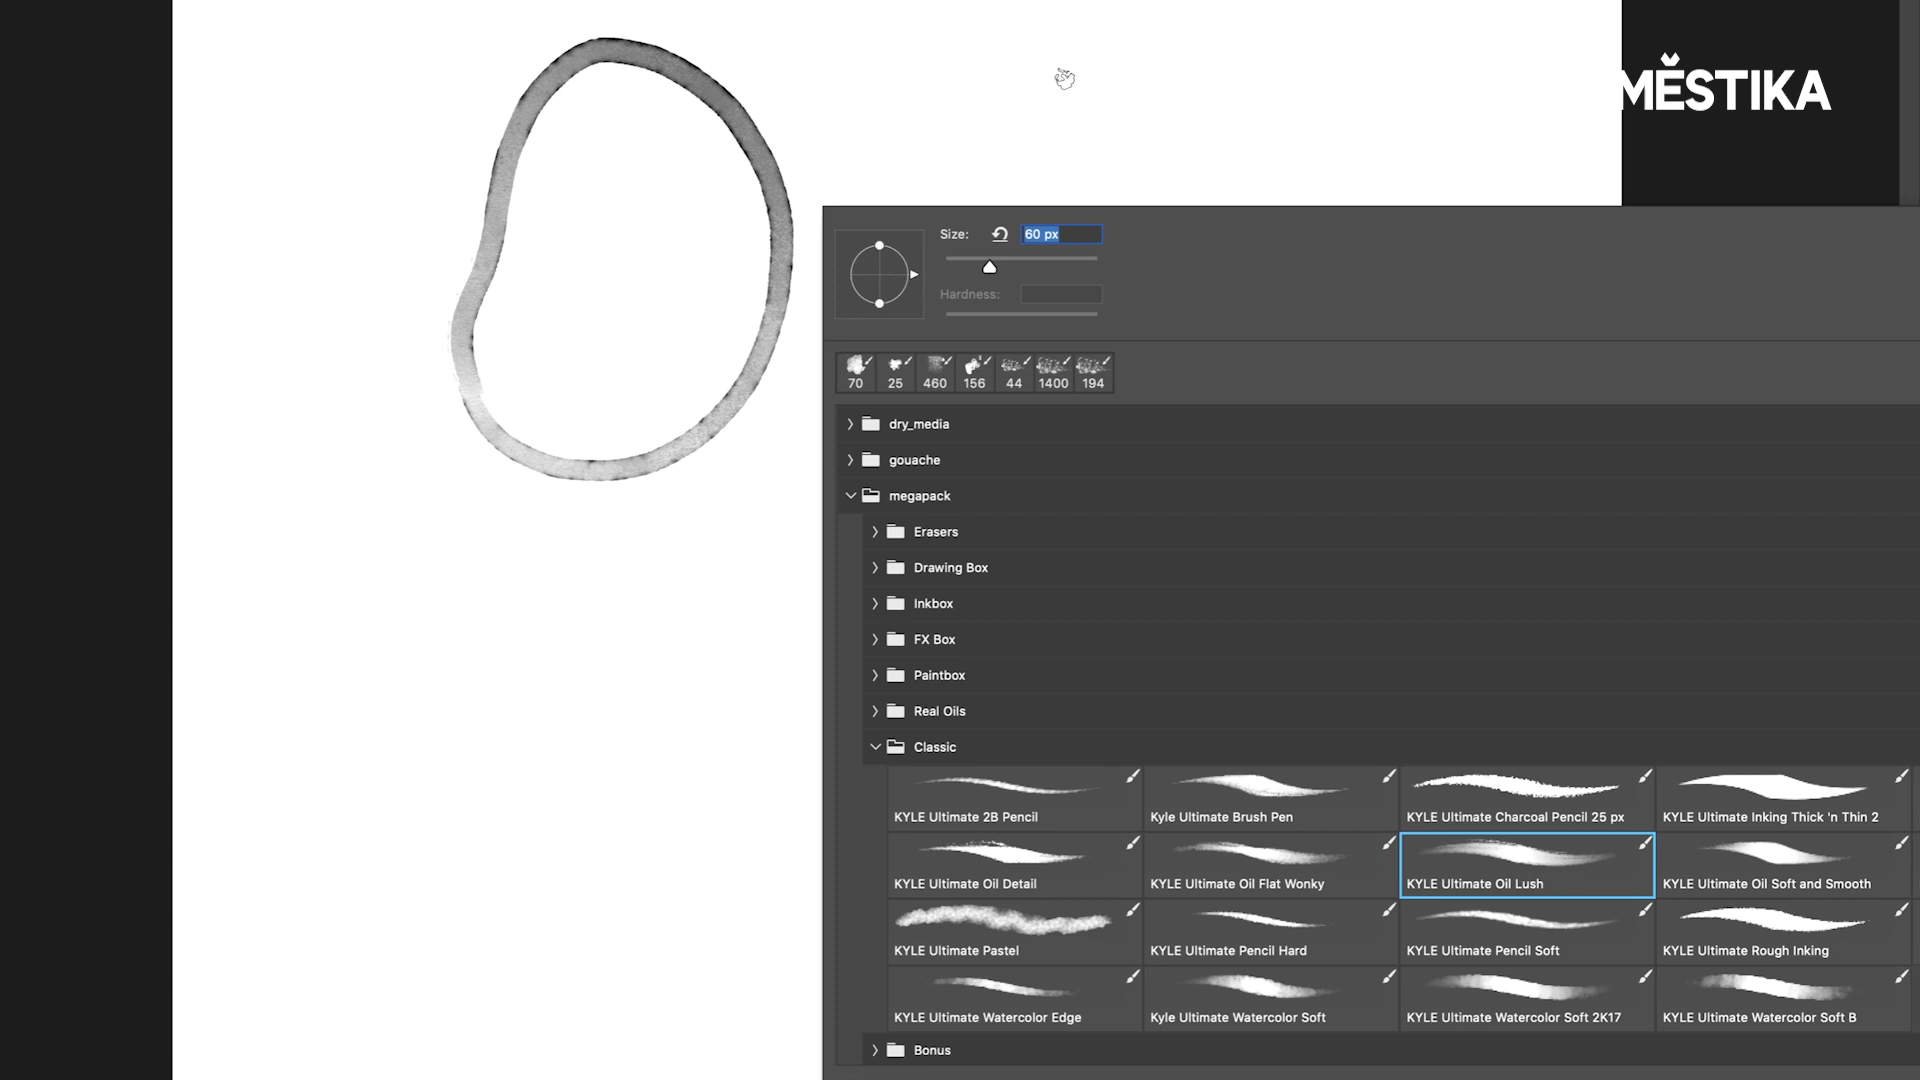 MĚSTIKA
Size:
60 px
Hardness:
70
25
460
156
44
1400
194
dry_media
gouache
megapack
Erasers
Drawing Box
Inkbox
FX Box
Paintbox
Real Oils
Classic
KYLE Ultimate 2B Pencil
Kyle Ultimate Brush Pen
KYLE Ultimate Charcoal Pencil 25 px
KYLE Ultimate Inking Thick 'n Thin 2
KYLE Ultimate Oil Detail
KYLE Ultimate Oil Flat Wonky
KYLE Ultimate Oil Lush
KYLE Ultimate Oil Soft and Smooth
KYLE Ultimate Pastel
KYLE Ultimate Pencil Hard
KYLE Ultimate Pencil Soft
KYLE Ultimate Rough Inking
KYLE Ultimate Watercolor Edge
Kyle Ultimate Watercolor Soft
KYLE Ultimate Watercolor Soft 2K17
KYLE Ultimate Watercolor Soft B
Bonus